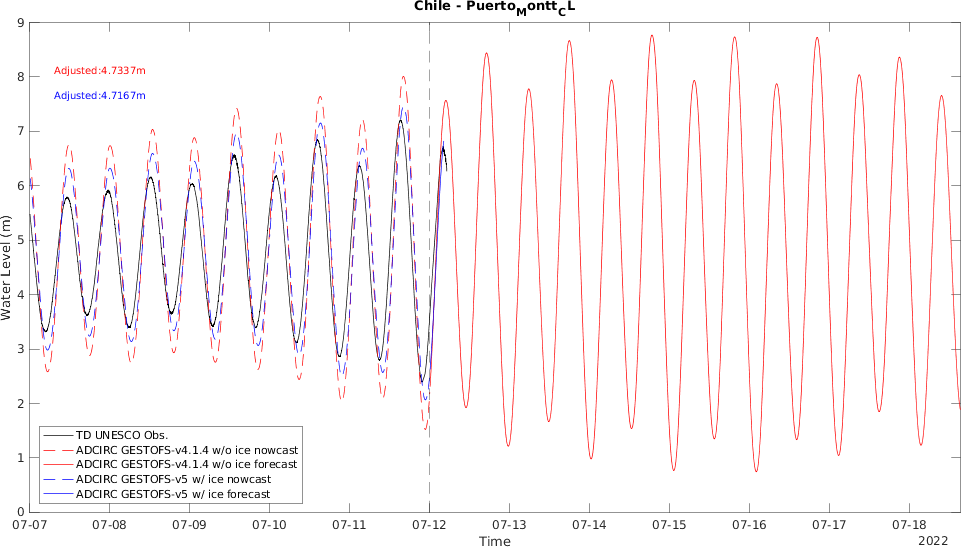 Chile - Puerto_Montt_CL
9
8
7
6
5
4
3
2
1
0
Water Level (m)
Adjusted:4.7337m
Adjusted:4.7167m
TD UNESCO Obs.
ADCIRC GESTOFS-v4.1.4 w/o ice nowcast
ADCIRC GESTOFS-v4.1.4 w/o ice forecast
ADCIRC GESTOFS-v5 w/ ice nowcast
ADCIRC GESTOFS-v5 w/ ice forecast
07-07 07-08 07-09 07-10 07-11 07-12 07-13 07-14 07-15 07-16 07-17 07-18
Time
2022